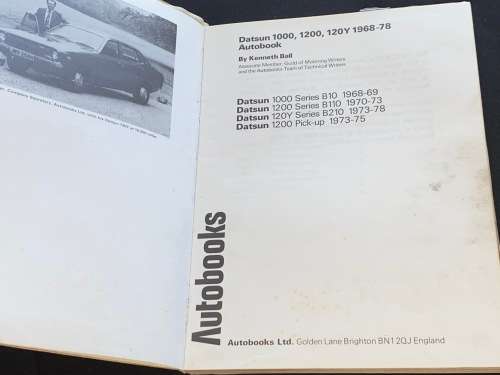 Datsun 1000, 1200, 120Y 1968-78
Autobook
By Kenneth Ball
Associate Member, Guild of Motoring Writers
and the Autobooks Team of Technical Writers
Datsun 1000 Series B10 1968-69
Datsun 1200 Series B110 1970-73
Datsun 120Y Series B210 1973-78
Datsun 1200 Pick-up 1973-75
Autobooks
Autobooks Ltd. Golden Lane Brighton BN1 2QJ England